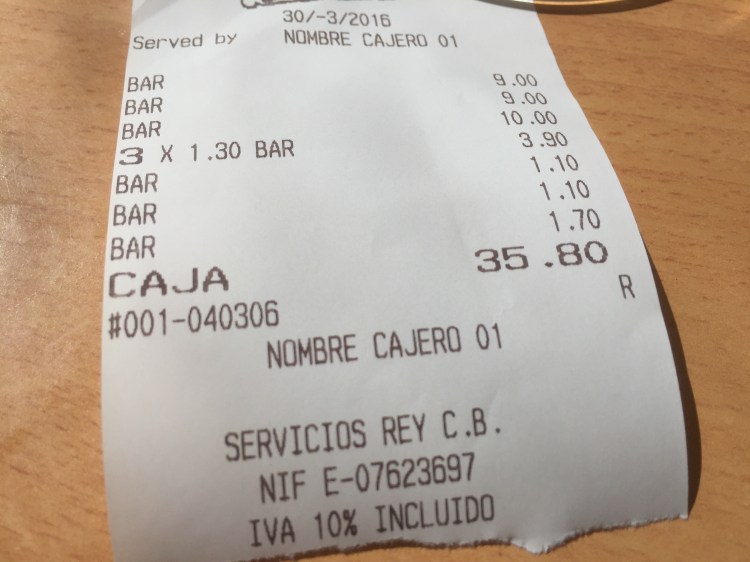 30/-3/2016
Served by NOMBRE CAJERO 01
BAR 9.00
BAR 9.00
BAR 10.00
3 X 1.30 BAR 3.90
BAR 1.10
BAR 1.10
BAR 1.70
CAJA 35.80
#001-040306 R
NOMBRE CAJERO 01
SERVICIOS REY C.B.
NIF E-07623697
IVA 10% INCLUIDO